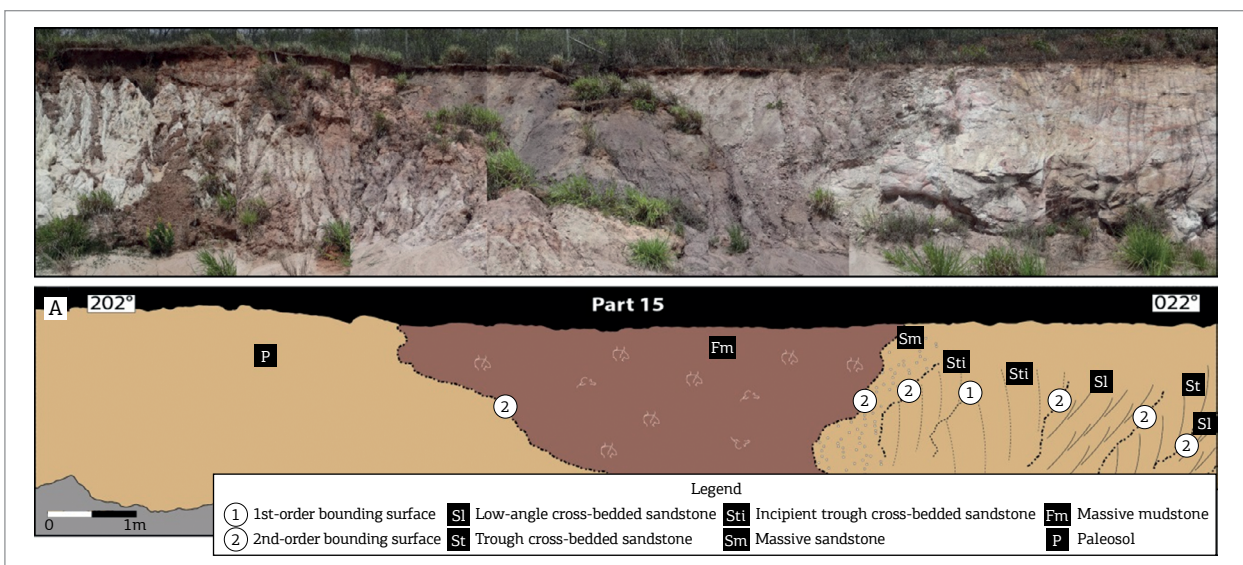 A
202°
Part 15
022°
P
Fm
Sm
Sti
Sti
Sl
St
Sl
2
2
2
1
2
2
2
0 1m
Legend
1 1st-order bounding surface Sl Low-angle cross-bedded sandstone Sti Incipient trough cross-bedded sandstone Fm Massive mudstone
2 2nd-order bounding surface St Trough cross-bedded sandstone Sm Massive sandstone P Paleosol